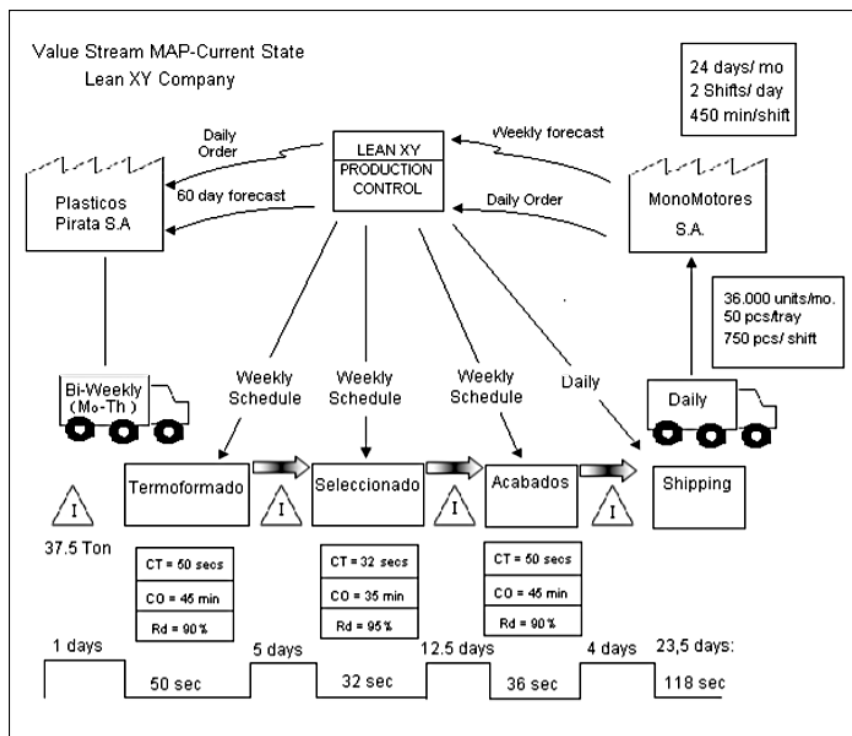 Value Stream MAP-Current State
Lean XY Company
24 days/ mo
2 Shifts/ day
450 min/shift
Daily
Order
LEAN XY
PRODUCTION
CONTROL
Weekly forecast
Plasticos
Pirata S.A
60 day forecast
Daily Order
MonoMotores
S.A.
36.000 units/mo.
50 pcs/tray
750 pcs/ shift
Bi-Weekly
(Mo-Th )
Weekly
Schedule
Weekly
Schedule
Weekly
Schedule
Daily
Daily
Termoformado
Seleccionado
Acabados
Shipping
I
I
I
I
37.5 Ton
CT = 50 secs
CO = 45 min
Rd = 90%
CT = 32 secs
CO = 35 min
Rd = 95%
CT = 50 secs
CO = 45 min
Rd = 90%
1 days
5 days
12.5 days
4 days
23,5 days:
50 sec
32 sec
36 sec
118 sec